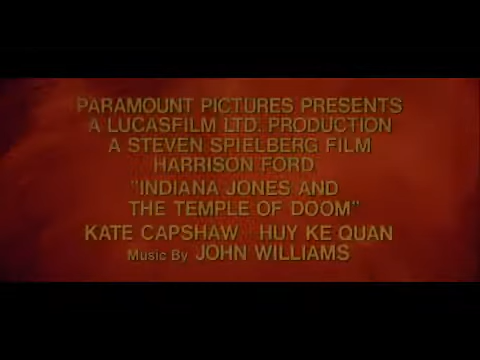 PARAMOUNT PICTURES PRESENTS
A LUCASFILM LTD. PRODUCTION
A STEVEN SPIELBERG FILM
HARRISON FORD
"INDIANA JONES AND
THE TEMPLE OF DOOM"
KATE CAPSHAW HUY KE QUAN
Music By JOHN WILLIAMS